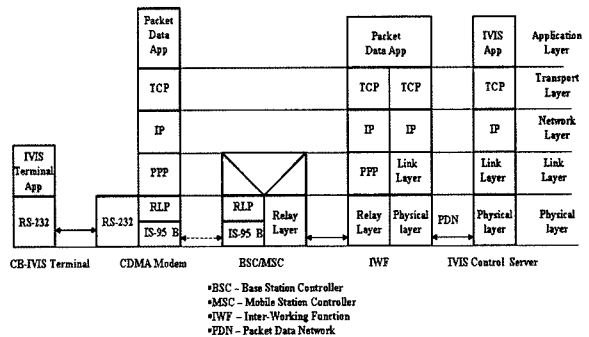 Packet
Data
App
Packet
Data App
IVIS
App
Application
Layer
TCP
TCP
TCP
TCP
Transport
Layer
IP
IP
IP
IP
Network
Layer
IVIS
Terminal
App
PPP
PPP
Link
Layer
Link
Layer
Link
Layer
RS-232
RS-232
RLP
IS-95 B
RLP
IS-95 B
Relay
Layer
Relay
Layer
Physical
layer
PDN
Physical
layer
Physical
layer
CB-IVIS Terminal
CDMA Modem
BSC/MSC
IWF
IVIS Control Server
▪BSC – Base Station Controller
▪MSC – Mobile Station Controller
▪IWF – Inter-Working Function
▪PDN – Packet Data Network